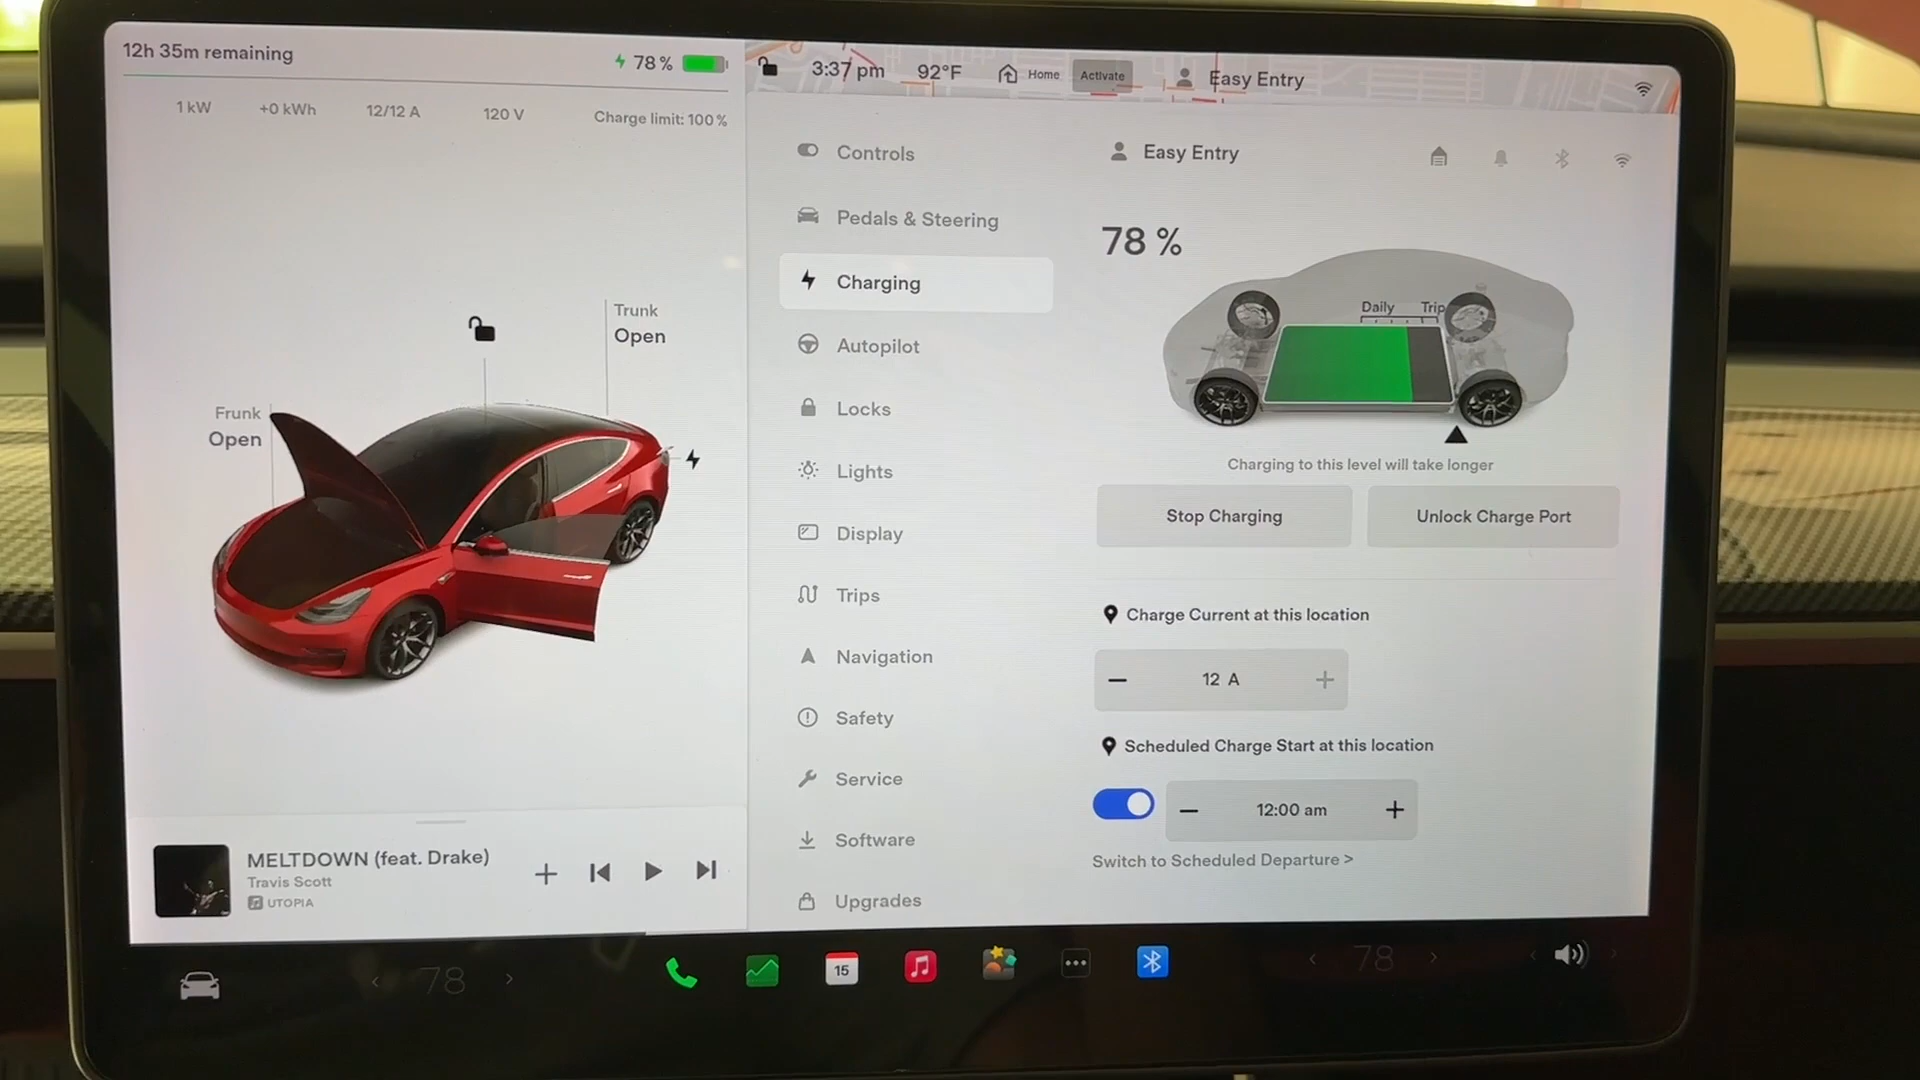 12h 35m remaining
78 %
1 kW
+0 kWh
12/12 A
120 V
Charge limit: 100 %
Trunk
Open
Frunk
Open
MELTDOWN (feat. Drake)
Travis Scott
UTOPIA
3:37 pm
92°F
Home
Activate
Easy Entry
Controls
Pedals & Steering
Charging
Autopilot
Locks
Lights
Display
Trips
Navigation
Safety
Service
Software
Upgrades
Easy Entry
78 %
Daily
Trip
Charging to this level will take longer
Stop Charging
Unlock Charge Port
Charge Current at this location
12 A
Scheduled Charge Start at this location
12:00 am
Switch to Scheduled Departure >
78
15
78